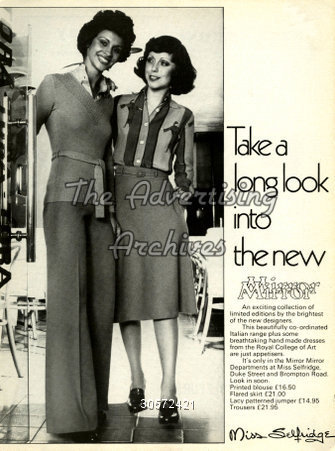 Take a
long look
into
the new
Mirror
Mirror
An exciting collection of
limited editions by the brightest
of the new designers.
This beautifully co-ordinated
Italian range plus some
breathtaking hand made dresses
from the Royal College of Art
are just appetisers.
It's only in the Mirror Mirror
Departments at Miss Selfridge,
Duke Street and Brompton Road.
Look in soon.
Printed blouse £16.50
Flared skirt £21.00
Lacy patterned jumper £14.95
Trousers £21.95
Miss Selfridge
The Advertising
Archives
30572421